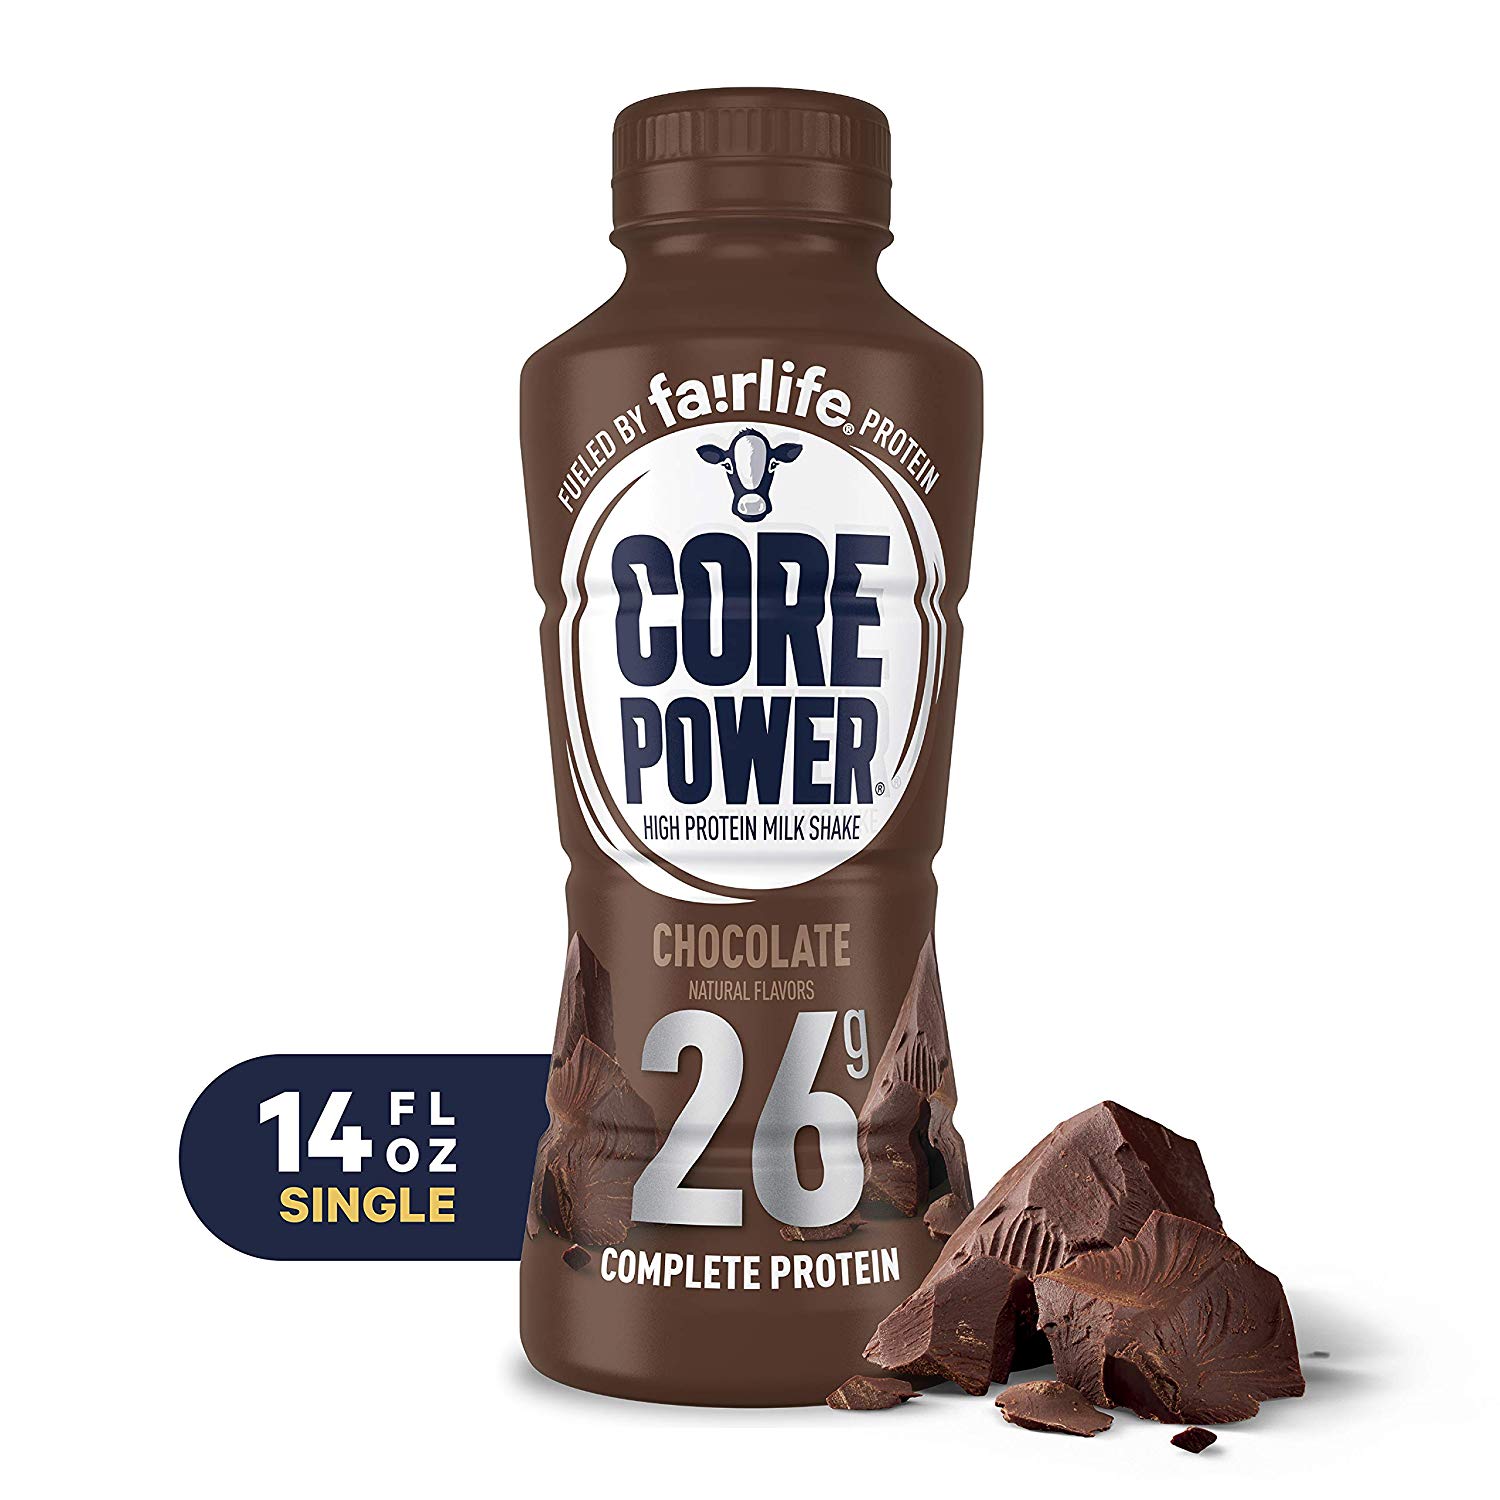 FUELED BY fa!rlife® PROTEIN
CORE
POWER®
HIGH PROTEIN MILK SHAKE
CHOCOLATE
NATURAL FLAVORS
26g
COMPLETE PROTEIN
14 FL OZ
SINGLE